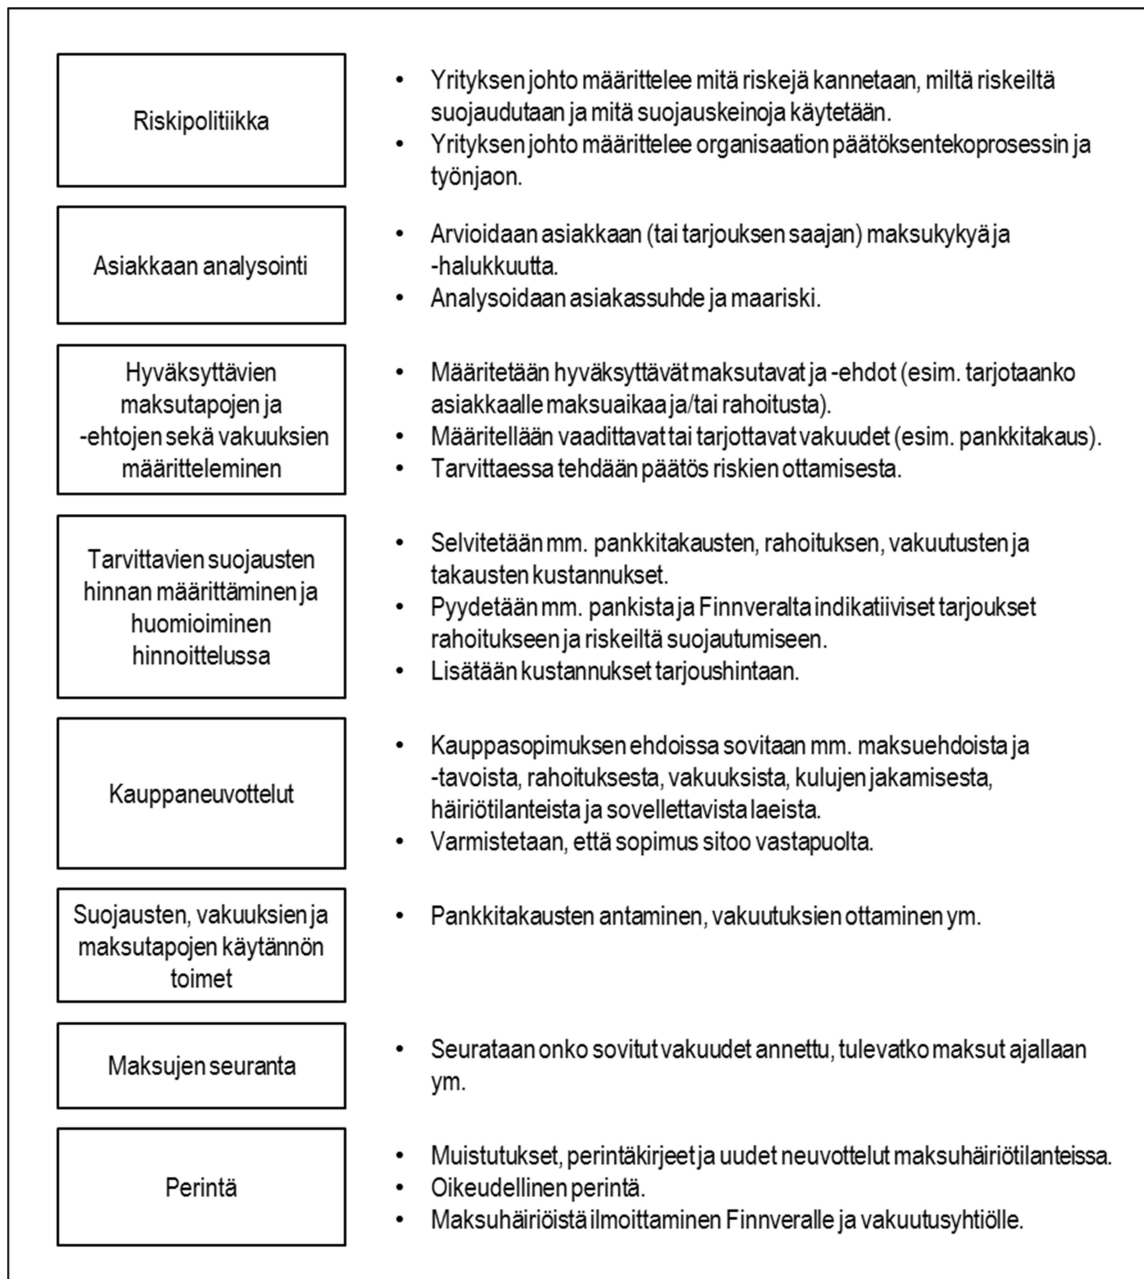 Riskipolitiikka
• Yrityksen johto määrittelee mitä riskejä kannetaan, miltä riskeiltä
suojaudutaan ja mitä suojauskeinoja käytetään.
• Yrityksen johto määrittelee organisaation päätöksentekoprosessin ja
työnjaon.
Asiakkaan analysointi
• Arvioidaan asiakkaan (tai tarjouksen saajan) maksukykyä ja
-halukkuutta.
• Analysoidaan asiakassuhde ja maariski.
Hyväksyttävien
maksutapojen ja
-ehtojen sekä vakuuksien
määritteleminen
• Määritetään hyväksyttävät maksutavat ja -ehdot (esim. tarjotaanko
asiakkaalle maksuaikaa ja/tai rahoitusta).
• Määritellään vaadittavat tai tarjottavat vakuudet (esim. pankkitakaus).
• Tarvittaessa tehdään päätös riskien ottamisesta.
Tarvittavien suojausten
hinnan määrittäminen ja
huomioiminen
hinnoittelussa
• Selvitetään mm. pankkitakausten, rahoituksen, vakuutusten ja
takausten kustannukset.
• Pyydetään mm. pankista ja Finnveralta indikatiiviset tarjoukset
rahoitukseen ja riskeiltä suojautumiseen.
• Lisätään kustannukset tarjoushintaan.
Kauppaneuvottelut
• Kauppasopimuksen ehdoissa sovitaan mm. maksuehdoista ja
-tavoista, rahoituksesta, vakuuksista, kulujen jakamisesta,
häiriötilanteista ja sovellettavista laeista.
• Varmistetaan, että sopimus sitoo vastapuolta.
Suojausten, vakuuksien ja
maksutapojen käytännön
toimet
• Pankkitakausten antaminen, vakuutuksien ottaminen ym.
Maksujen seuranta
• Seurataan onko sovitut vakuudet annettu, tulevatko maksut ajallaan
ym.
Perintä
• Muistutukset, perintäkirjeet ja uudet neuvottelut maksuhäiriötilanteissa.
• Oikeudellinen perintä.
• Maksuhäiriöistä ilmoittaminen Finnveralle ja vakuutusyhtiölle.